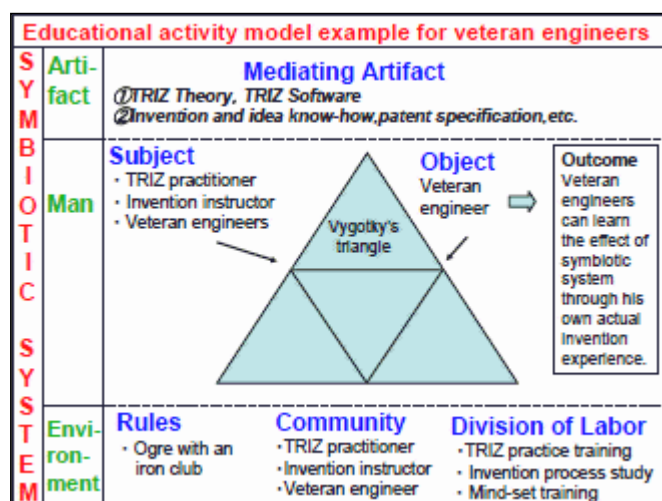 Educational activity model example for veteran engineers
SYMBIOTIC SYSTEM
Arti-
fact
Mediating Artifact
①TRIZ Theory, TRIZ Software
②Invention and idea know-how,patent specification,etc.
Man
Subject
・TRIZ practitioner
・Invention instructor
・Veteran engineers
Vygotky's
triangle
Object
Veteran
engineer
Outcome
Veteran
engineers
can learn
the effect of
symbiotic
system
through his
own actual
invention
experience.
Envi-
ron-
ment
Rules
・Ogre with an
iron club
Community
・TRIZ practitioner
・Invention instructor
・Veteran engineer
Division of Labor
・TRIZ practice training
・Invention process study
・Mind-set training